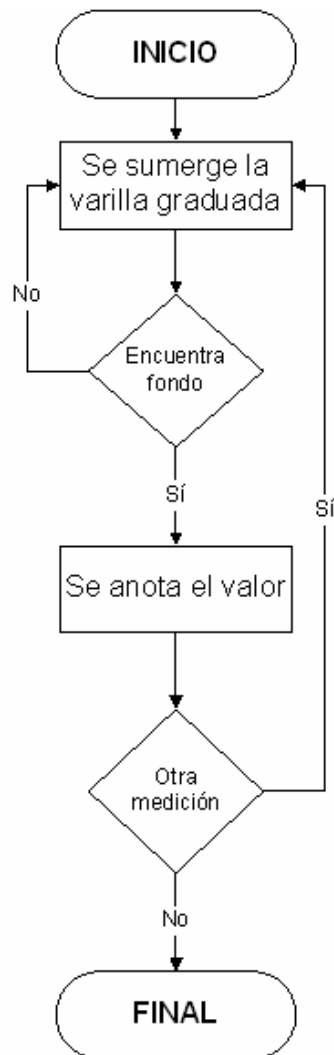 INICIO
Se sumerge la
varilla graduada
No
Encuentra
fondo
Sí
Sí
Se anota el valor
Otra
medición
No
FINAL